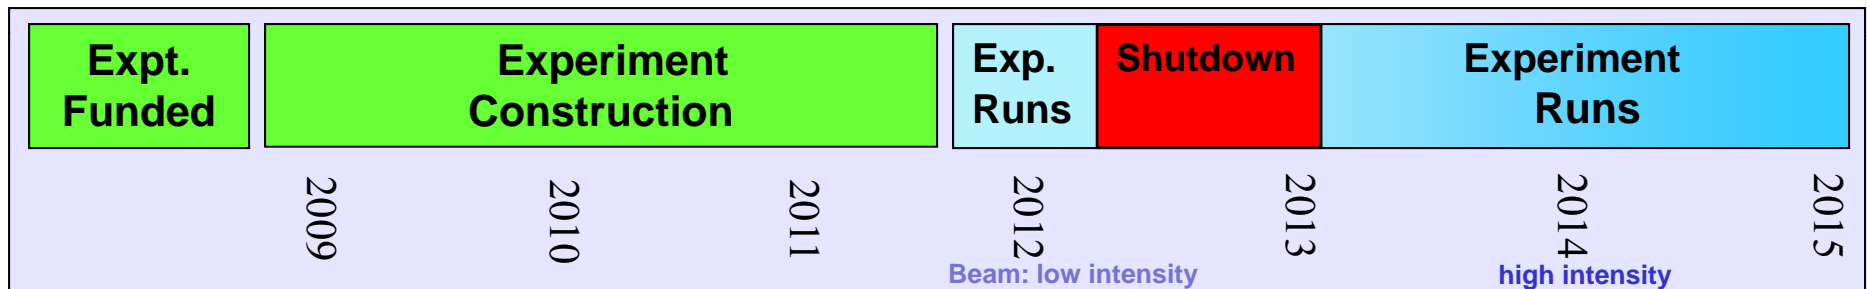 Expt.
Funded
Experiment
Construction
Exp.
Runs
Shutdown
Experiment
Runs
2009
2010
2011
2012
2013
2014
2015
Beam: low intensity
high intensity